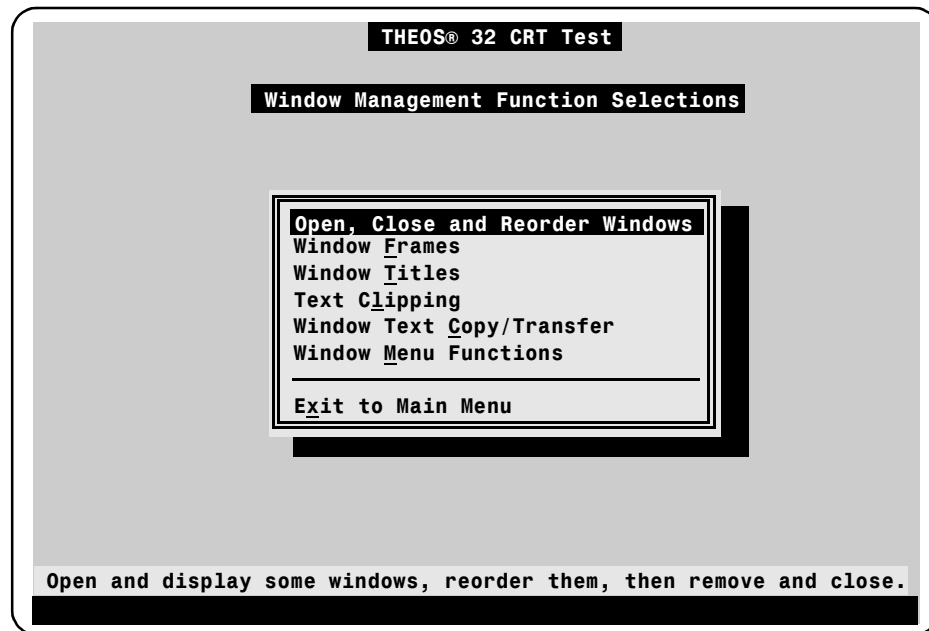 THEOS® 32 CRT Test
Window Management Function Selections
Open, Close and Reorder Windows
Window Frames
Window Titles
Text Clipping
Window Text Copy/Transfer
Window Menu Functions
Exit to Main Menu
Open and display some windows, reorder them, then remove and close.